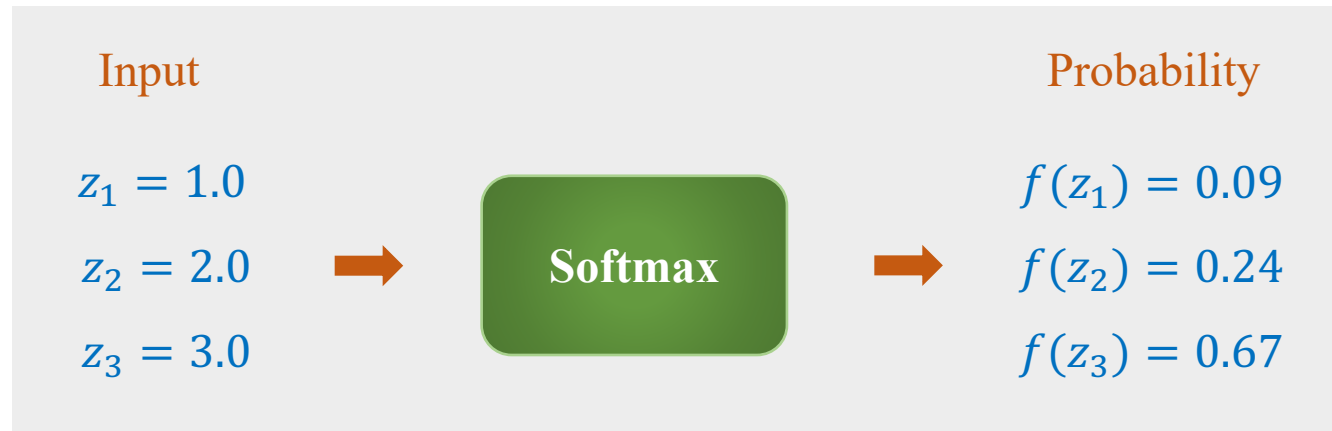 Input
Probability
z₁ = 1.0
f(z₁) = 0.09
z₂ = 2.0
Softmax
f(z₂) = 0.24
z₃ = 3.0
f(z₃) = 0.67